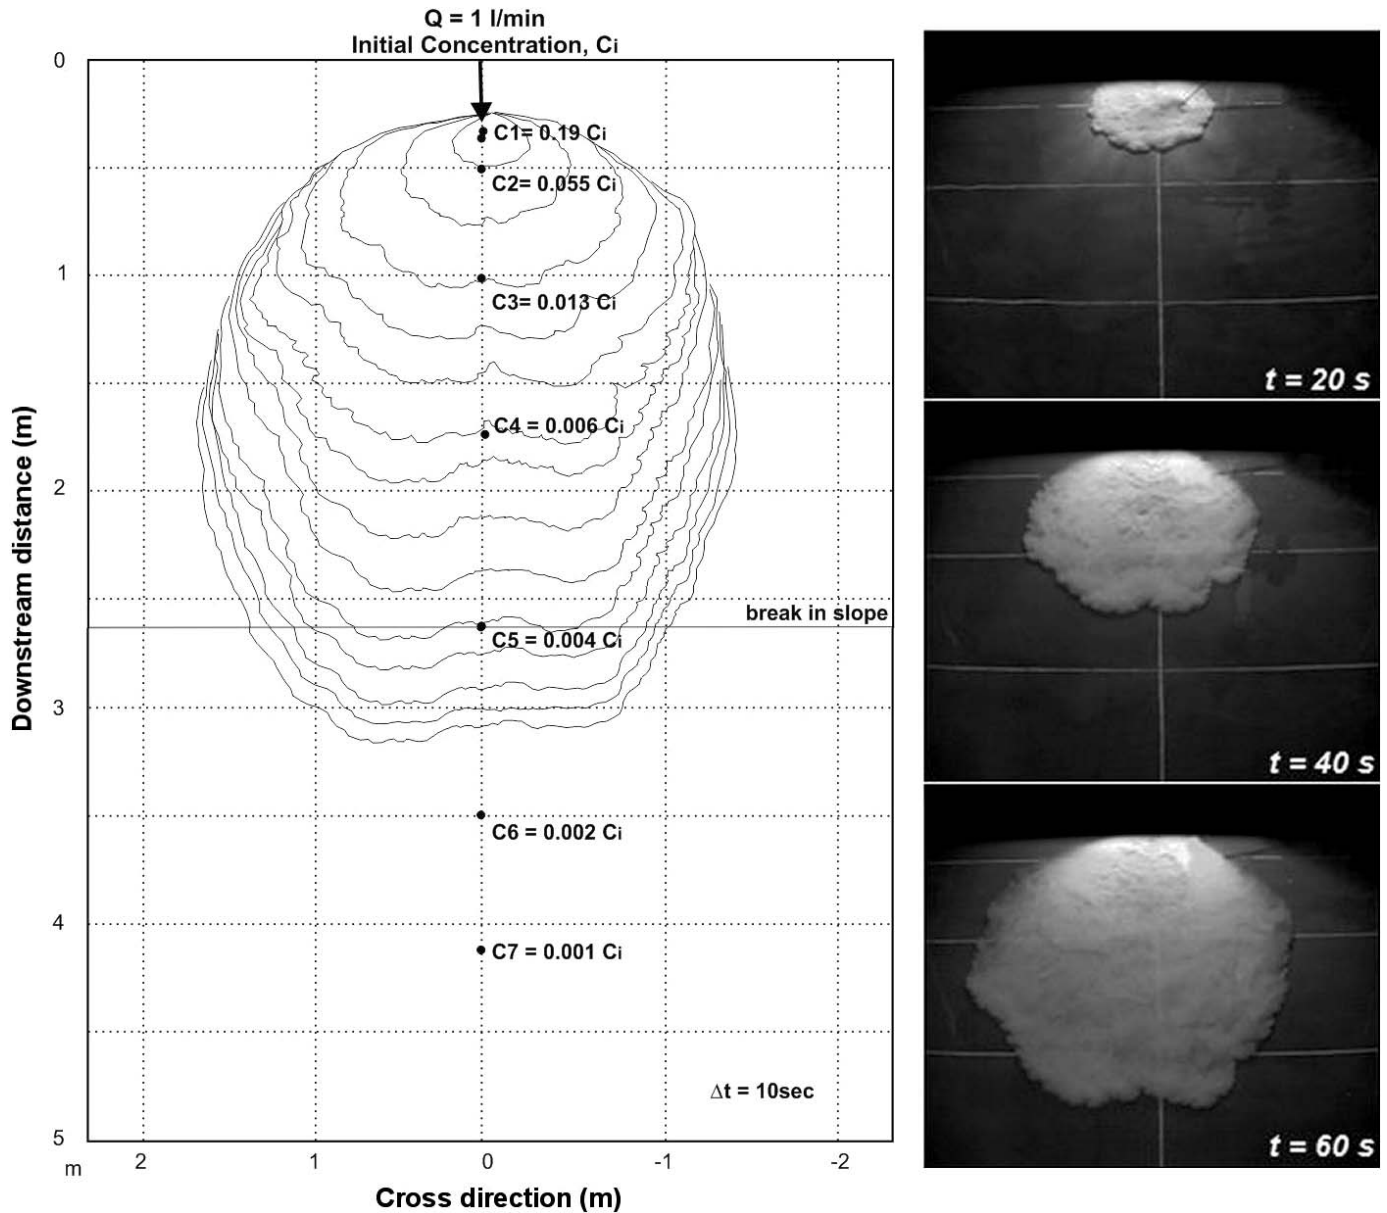 Q = 1 l/min
Initial Concentration, Ci
0
C1= 0.19 Ci
C2= 0.055 Ci
1
C3= 0.013 Ci
C4 = 0.006 Ci
2
break in slope
C5 = 0.004 Ci
3
C6 = 0.002 Ci
4
C7 = 0.001 Ci
Δt = 10sec
5
m
2
1
0
-1
-2
Downstream distance (m)
Cross direction (m)
t = 20 s
t = 40 s
t = 60 s